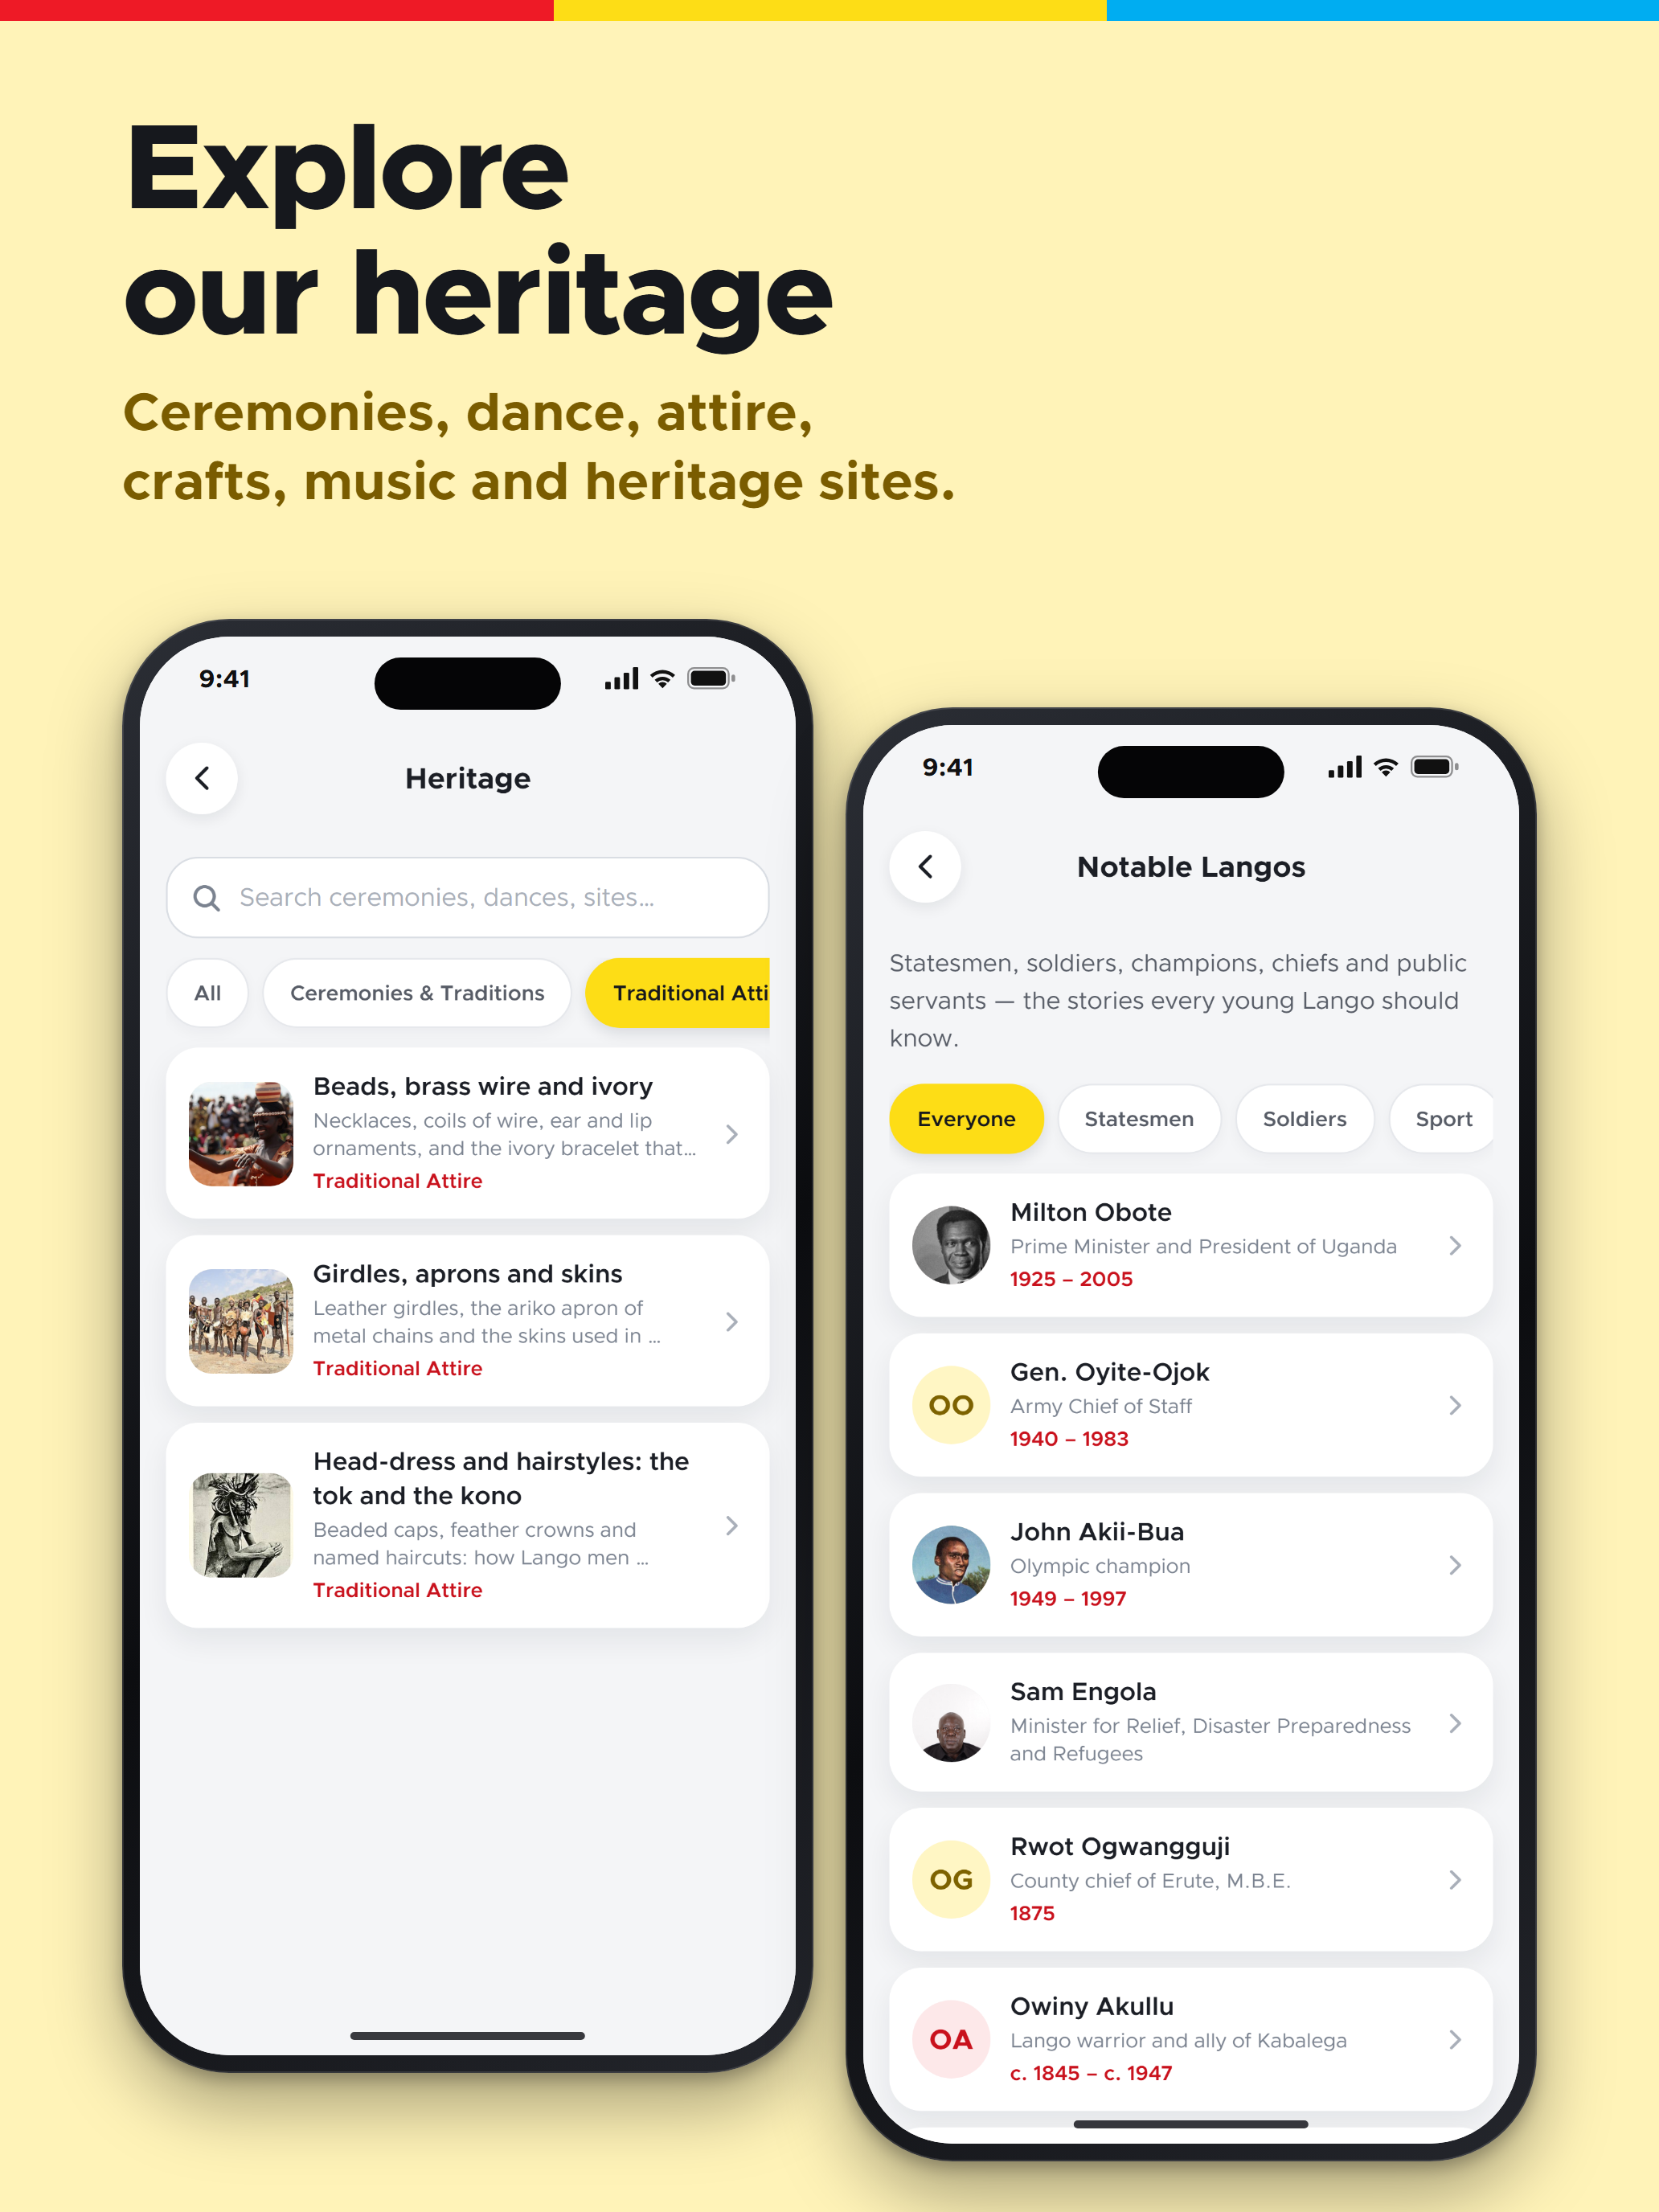 Explore
our heritage
Ceremonies, dance, attire,
crafts, music and heritage sites.
9:41
Heritage
Search ceremonies, dances, sites...
All
Ceremonies & Traditions
Traditional Atti
Beads, brass wire and ivory
Necklaces, coils of wire, ear and lip
ornaments, and the ivory bracelet that...
Traditional Attire
Girdles, aprons and skins
Leather girdles, the ariko apron of
metal chains and the skins used in ...
Traditional Attire
Head-dress and hairstyles: the
tok and the kono
Beaded caps, feather crowns and
named haircuts: how Lango men ...
Traditional Attire
9:41
Notable Langos
Statesmen, soldiers, champions, chiefs and public
servants — the stories every young Lango should
know.
Everyone
Statesmen
Soldiers
Sport
Milton Obote
Prime Minister and President of Uganda
1925 – 2005
OO
Gen. Oyite-Ojok
Army Chief of Staff
1940 – 1983
John Akii-Bua
Olympic champion
1949 – 1997
Sam Engola
Minister for Relief, Disaster Preparedness
and Refugees
OG
Rwot Ogwangguji
County chief of Erute, M.B.E.
1875
OA
Owiny Akullu
Lango warrior and ally of Kabalega
c. 1845 – c. 1947